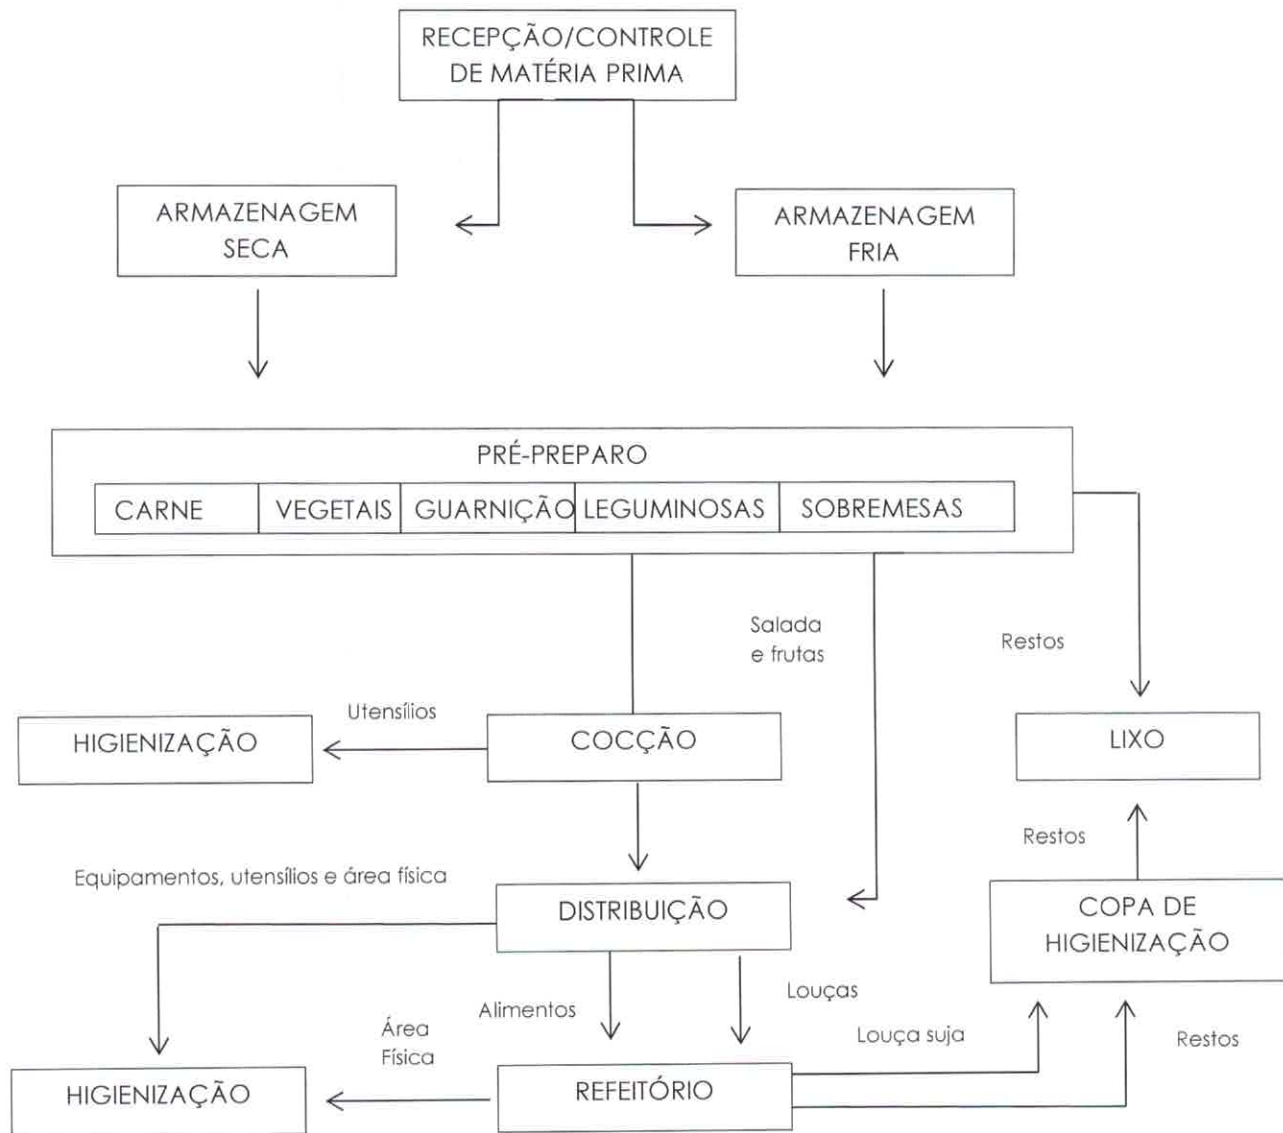 RECEPÇÃO/CONTROLE
DE MATÉRIA PRIMA
ARMAZENAGEM
SECA
ARMAZENAGEM
FRIA
PRÉ-PREPARO
CARNE
VEGETAIS
GUARNIÇÃO
LEGUMINOSAS
SOBREMESAS
Salada
e frutas
Restos
Utensílios
HIGIENIZAÇÃO
COCÇÃO
LIXO
Restos
Equipamentos, utensílios e área física
DISTRIBUIÇÃO
COPA DE
HIGIENIZAÇÃO
Alimentos
Louças
Área
Física
Louça suja
Restos
HIGIENIZAÇÃO
REFEITÓRIO